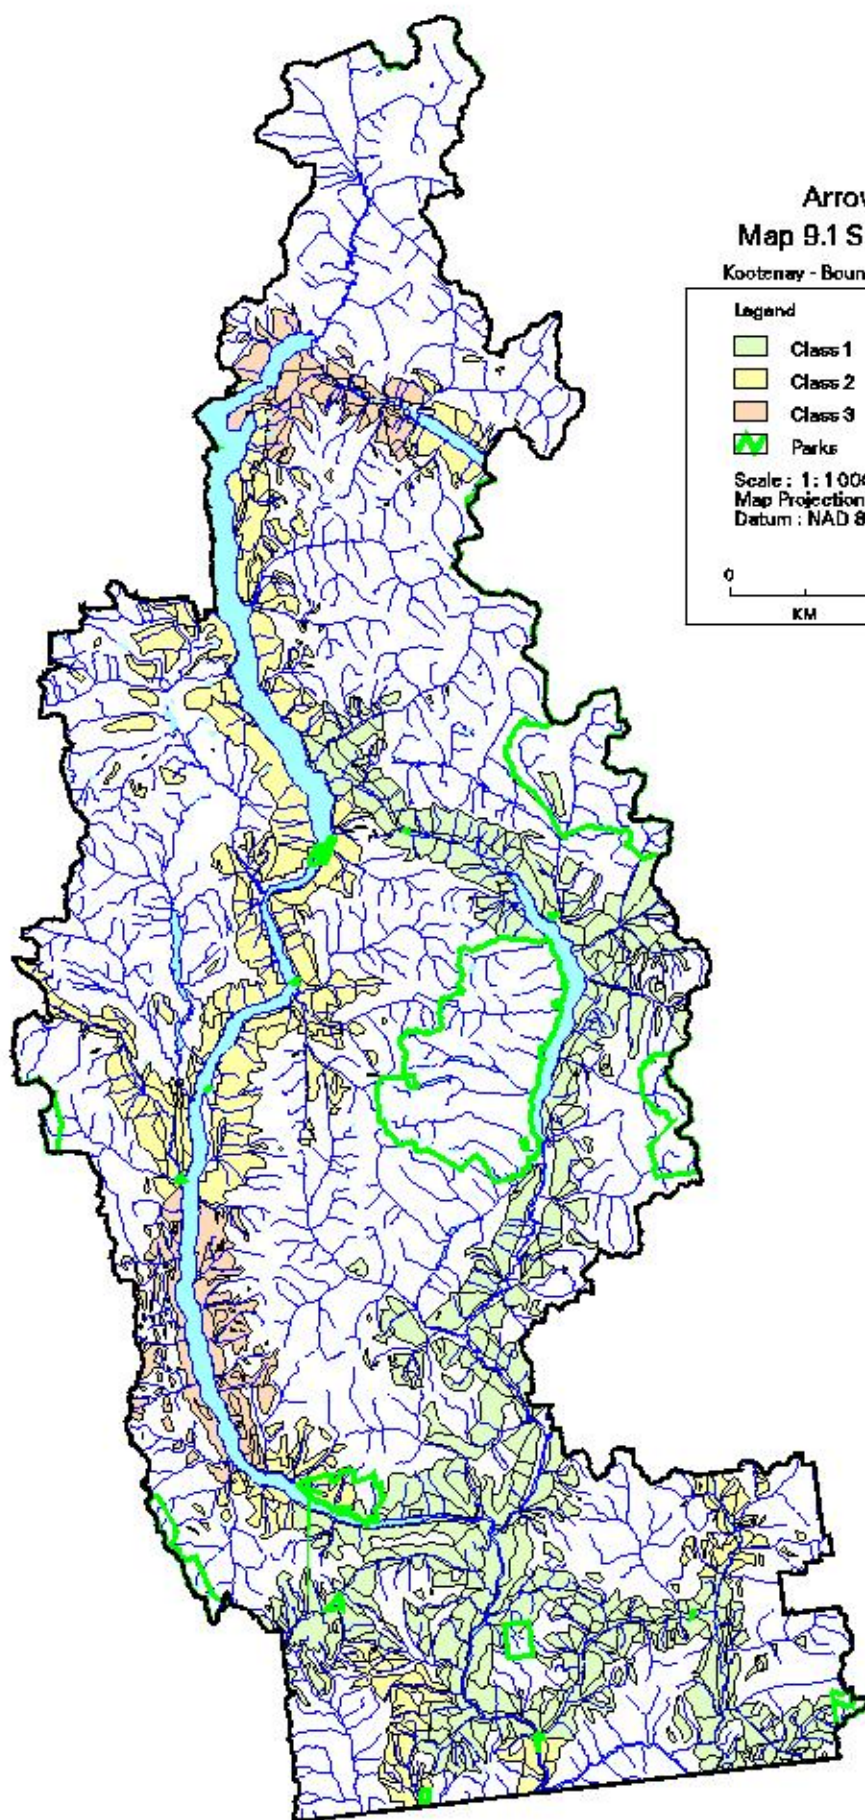 Arrow
Map 9.1 S
Kootenay - Boun
Legend
Class 1
Class 2
Class 3
Parks
Scale : 1: 1 000
Map Projection
Datum : NAD 8
0
KM